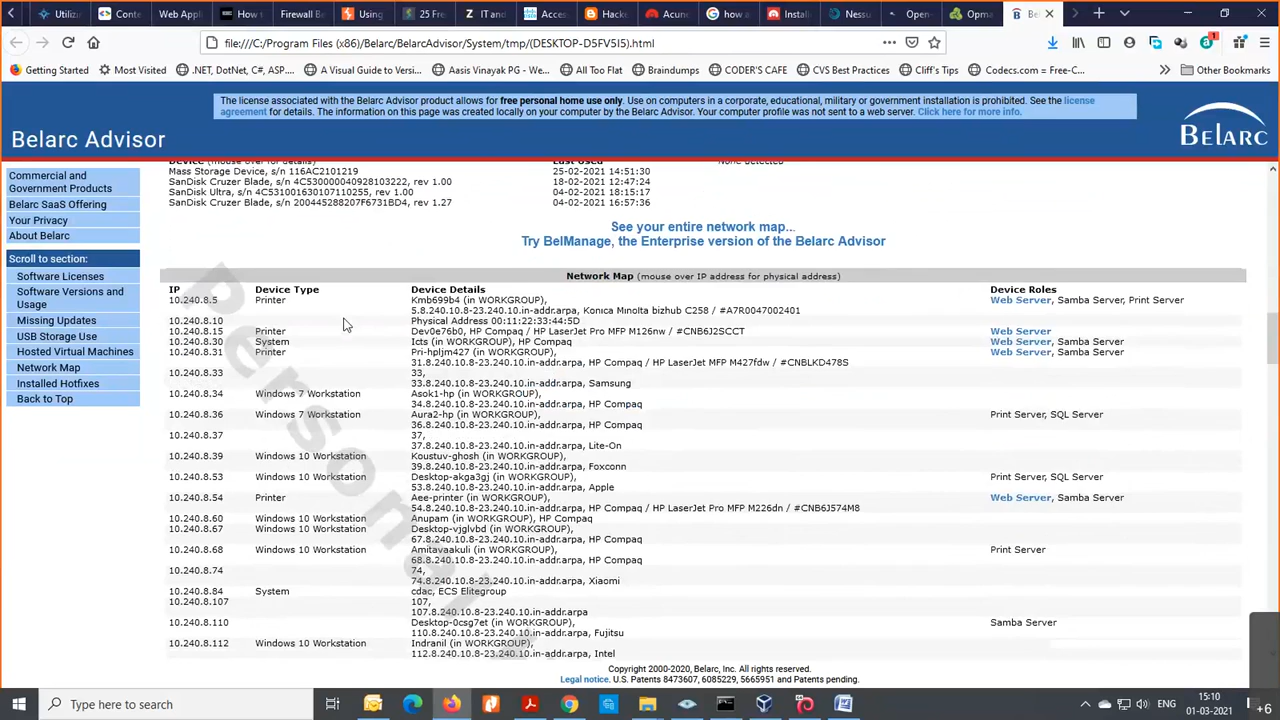 Utiliz
Conte
Web Appl
How t
Firewall B
Using
25 Free
IT and
Acces
Hacke
Acune
how a
Install
Nessu
Open-
Opma
B
file:///C:/Program Files (x86)/Belarc/BelarcAdvisor/System/tmp/(DESKTOP-D5FV5I5).html
Getting Started Most Visited .NET, DotNet, C#, ASP.... A Visual Guide to Versi... Aasis Vinayak PG - We... All Too Flat Braindumps CODER'S CAFE CVS Best Practices Cliff's Tips Codecs.com = Free-C... Other Bookmarks
The license associated with the Belarc Advisor product allows for free personal home use only. Use on computers in a corporate, educational, military or government installation is prohibited. See the license
agreement for details. The information on this page was created locally on your computer by the Belarc Advisor. Your computer profile was not sent to a web server. Click here for more info.
Belarc Advisor
BELARC
Commercial and
Government Products
Belarc SaaS Offering
Your Privacy
About Belarc
Scroll to section:
Software Licenses
Software Versions and
Usage
Missing Updates
USB Storage Use
Hosted Virtual Machines
Network Map
Installed Hotfixes
Back to Top
Device (mouse over for details) Last Used None detected
Mass Storage Device, s/n 116AC2101219 25-02-2021 14:51:30
SanDisk Cruzer Blade, s/n 4C530000040928103222, rev 1.00 18-02-2021 12:47:24
SanDisk Ultra, s/n 4C531001630107110255, rev 1.00 04-02-2021 18:15:17
SanDisk Cruzer Blade, s/n 200445288207F6731BD4, rev 1.27 04-02-2021 16:57:36
See your entire network map...
Try BelManage, the Enterprise version of the Belarc Advisor
Network Map (mouse over IP address for physical address)
IP Device Type Device Details Device Roles
10.240.8.5 Printer Kmb699b4 (in WORKGROUP), Web Server, Samba Server, Print Server
5.8.240.10.8-23.240.10.in-addr.arpa, Konica Minolta bizhub C258 / #A7R0047002401
10.240.8.10 Physical Address 00:11:22:33:44:5D
10.240.8.15 Printer Dev0e76b0, HP Compaq / HP LaserJet Pro MFP M126nw / #CNB6J2SCCT Web Server
10.240.8.30 System Icts (in WORKGROUP), HP Compaq Web Server, Samba Server
10.240.8.31 Printer Pri-hpljm427 (in WORKGROUP), Web Server, Samba Server
31.8.240.10.8-23.240.10.in-addr.arpa, HP Compaq / HP LaserJet MFP M427fdw / #CNBLKD478S
10.240.8.33 33,
33.8.240.10.8-23.240.10.in-addr.arpa, Samsung
10.240.8.34 Windows 7 Workstation Asok1-hp (in WORKGROUP),
34.8.240.10.8-23.240.10.in-addr.arpa, HP Compaq
10.240.8.36 Windows 7 Workstation Aura2-hp (in WORKGROUP), Print Server, SQL Server
36.8.240.10.8-23.240.10.in-addr.arpa, HP Compaq
10.240.8.37 37,
37.8.240.10.8-23.240.10.in-addr.arpa, Lite-On
10.240.8.39 Windows 10 Workstation Koustuv-ghosh (in WORKGROUP),
39.8.240.10.8-23.240.10.in-addr.arpa, Foxconn
10.240.8.53 Windows 10 Workstation Desktop-akga3gj (in WORKGROUP), Print Server, SQL Server
53.8.240.10.8-23.240.10.in-addr.arpa, Apple
10.240.8.54 Printer Aee-printer (in WORKGROUP), Web Server, Samba Server
54.8.240.10.8-23.240.10.in-addr.arpa, HP Compaq / HP LaserJet Pro MFP M226dn / #CNB6J574M8
10.240.8.60 Windows 10 Workstation Anupam (in WORKGROUP), HP Compaq
10.240.8.67 Windows 10 Workstation Desktop-vjglvbd (in WORKGROUP),
67.8.240.10.8-23.240.10.in-addr.arpa, HP Compaq
10.240.8.68 Windows 10 Workstation Amitavaakuli (in WORKGROUP), Print Server
68.8.240.10.8-23.240.10.in-addr.arpa, HP Compaq
10.240.8.74 74,
74.8.240.10.8-23.240.10.in-addr.arpa, Xiaomi
10.240.8.84 System cdac, ECS Elitegroup
10.240.8.107 107,
107.8.240.10.8-23.240.10.in-addr.arpa
10.240.8.110 Desktop-0csg7et (in WORKGROUP), Samba Server
110.8.240.10.8-23.240.10.in-addr.arpa, Fujitsu
10.240.8.112 Windows 10 Workstation Indranil (in WORKGROUP),
112.8.240.10.8-23.240.10.in-addr.arpa, Intel
Personal
Copyright 2000-2020, Belarc, Inc. All rights reserved.
Legal notice. U.S. Patents 8473607, 6085229, 5665951 and Patents pending.
Type here to search
ENG
15:10
01-03-2021
+6